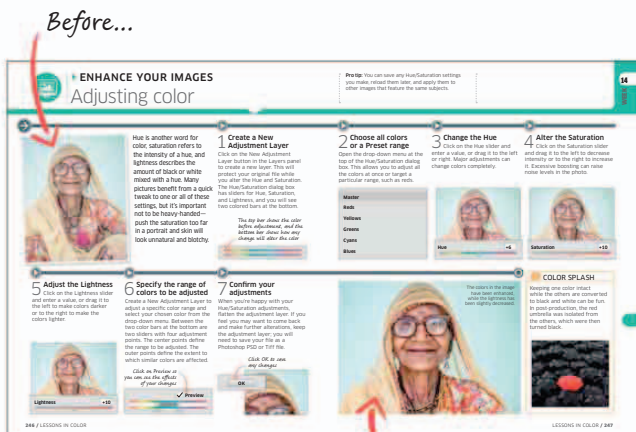 Before...
ENHANCE YOUR IMAGES
Adjusting color
Pro tip: You can save any Hue/Saturation settings
you make, reload them later, and apply them to
other images that feature the same subjects.
14
WEEK
Hue is another word for
color, saturation refers to
the intensity of a hue, and
lightness describes the
amount of black or white
mixed with a hue. Many
pictures benefit from a quick
tweak to one or all of these
settings, but it's important
not to be heavy-handed—
push the saturation too far
in a portrait and skin will
look unnatural and blotchy.
1 Create a New
Adjustment Layer
Click on the New Adjustment
Layer button in the Layers panel
to create a new layer. This will
protect your original file while
you alter the Hue and Saturation.
The Hue/Saturation dialog box
has sliders for Hue, Saturation,
and Lightness, and you will see
two colored bars at the bottom.
The top bar shows the color
before adjustment, and the
bottom bar shows how any
change will alter the color
2 Choose all colors
or a Preset range
Open the drop-down menu at the
top of the Hue/Saturation dialog
box. This allows you to adjust all
the colors at once or target a
particular range, such as reds.
Master
Reds
Yellows
Greens
Cyans
Blues
3 Change the Hue
Click on the Hue slider and
enter a value, or drag it to the left
or right. Major adjustments can
change colors completely.
Hue +6
4 Alter the Saturation
Click on the Saturation slider
and drag it to the left to decrease
intensity or to the right to increase
it. Excessive boosting can raise
noise levels in the photo.
Saturation +10
5 Adjust the Lightness
Click on the Lightness slider
and enter a value, or drag it to
the left to make colors darker
or to the right to make the
colors lighter.
Lightness +10
6 Specify the range of
colors to be adjusted
Create a New Adjustment Layer to
adjust a specific color range and
select your chosen color from the
drop-down menu. Between the
two color bars at the bottom are
two sliders with four adjustment
points. The center points define
the range to be adjusted. The
outer points define the extent to
which similar colors are affected.
Click on Preview so
you can see the effects
of your changes
Preview
7 Confirm your
adjustments
When you're happy with your
Hue/Saturation adjustments,
flatten the adjustment layer. If you
feel you may want to come back
and make further alterations, keep
the adjustment layer; you will
need to save your file as a
Photoshop PSD or Tiff file.
Click OK to save
any changes
OK
The colors in the image
have been enhanced,
while the lightness has
been slightly decreased.
COLOR SPLASH
Keeping one color intact
while the others are converted
to black and white can be fun.
In post-production, the red
umbrella was isolated from
the others, which were then
turned black.
246 / LESSONS IN COLOR
LESSONS IN COLOR / 247